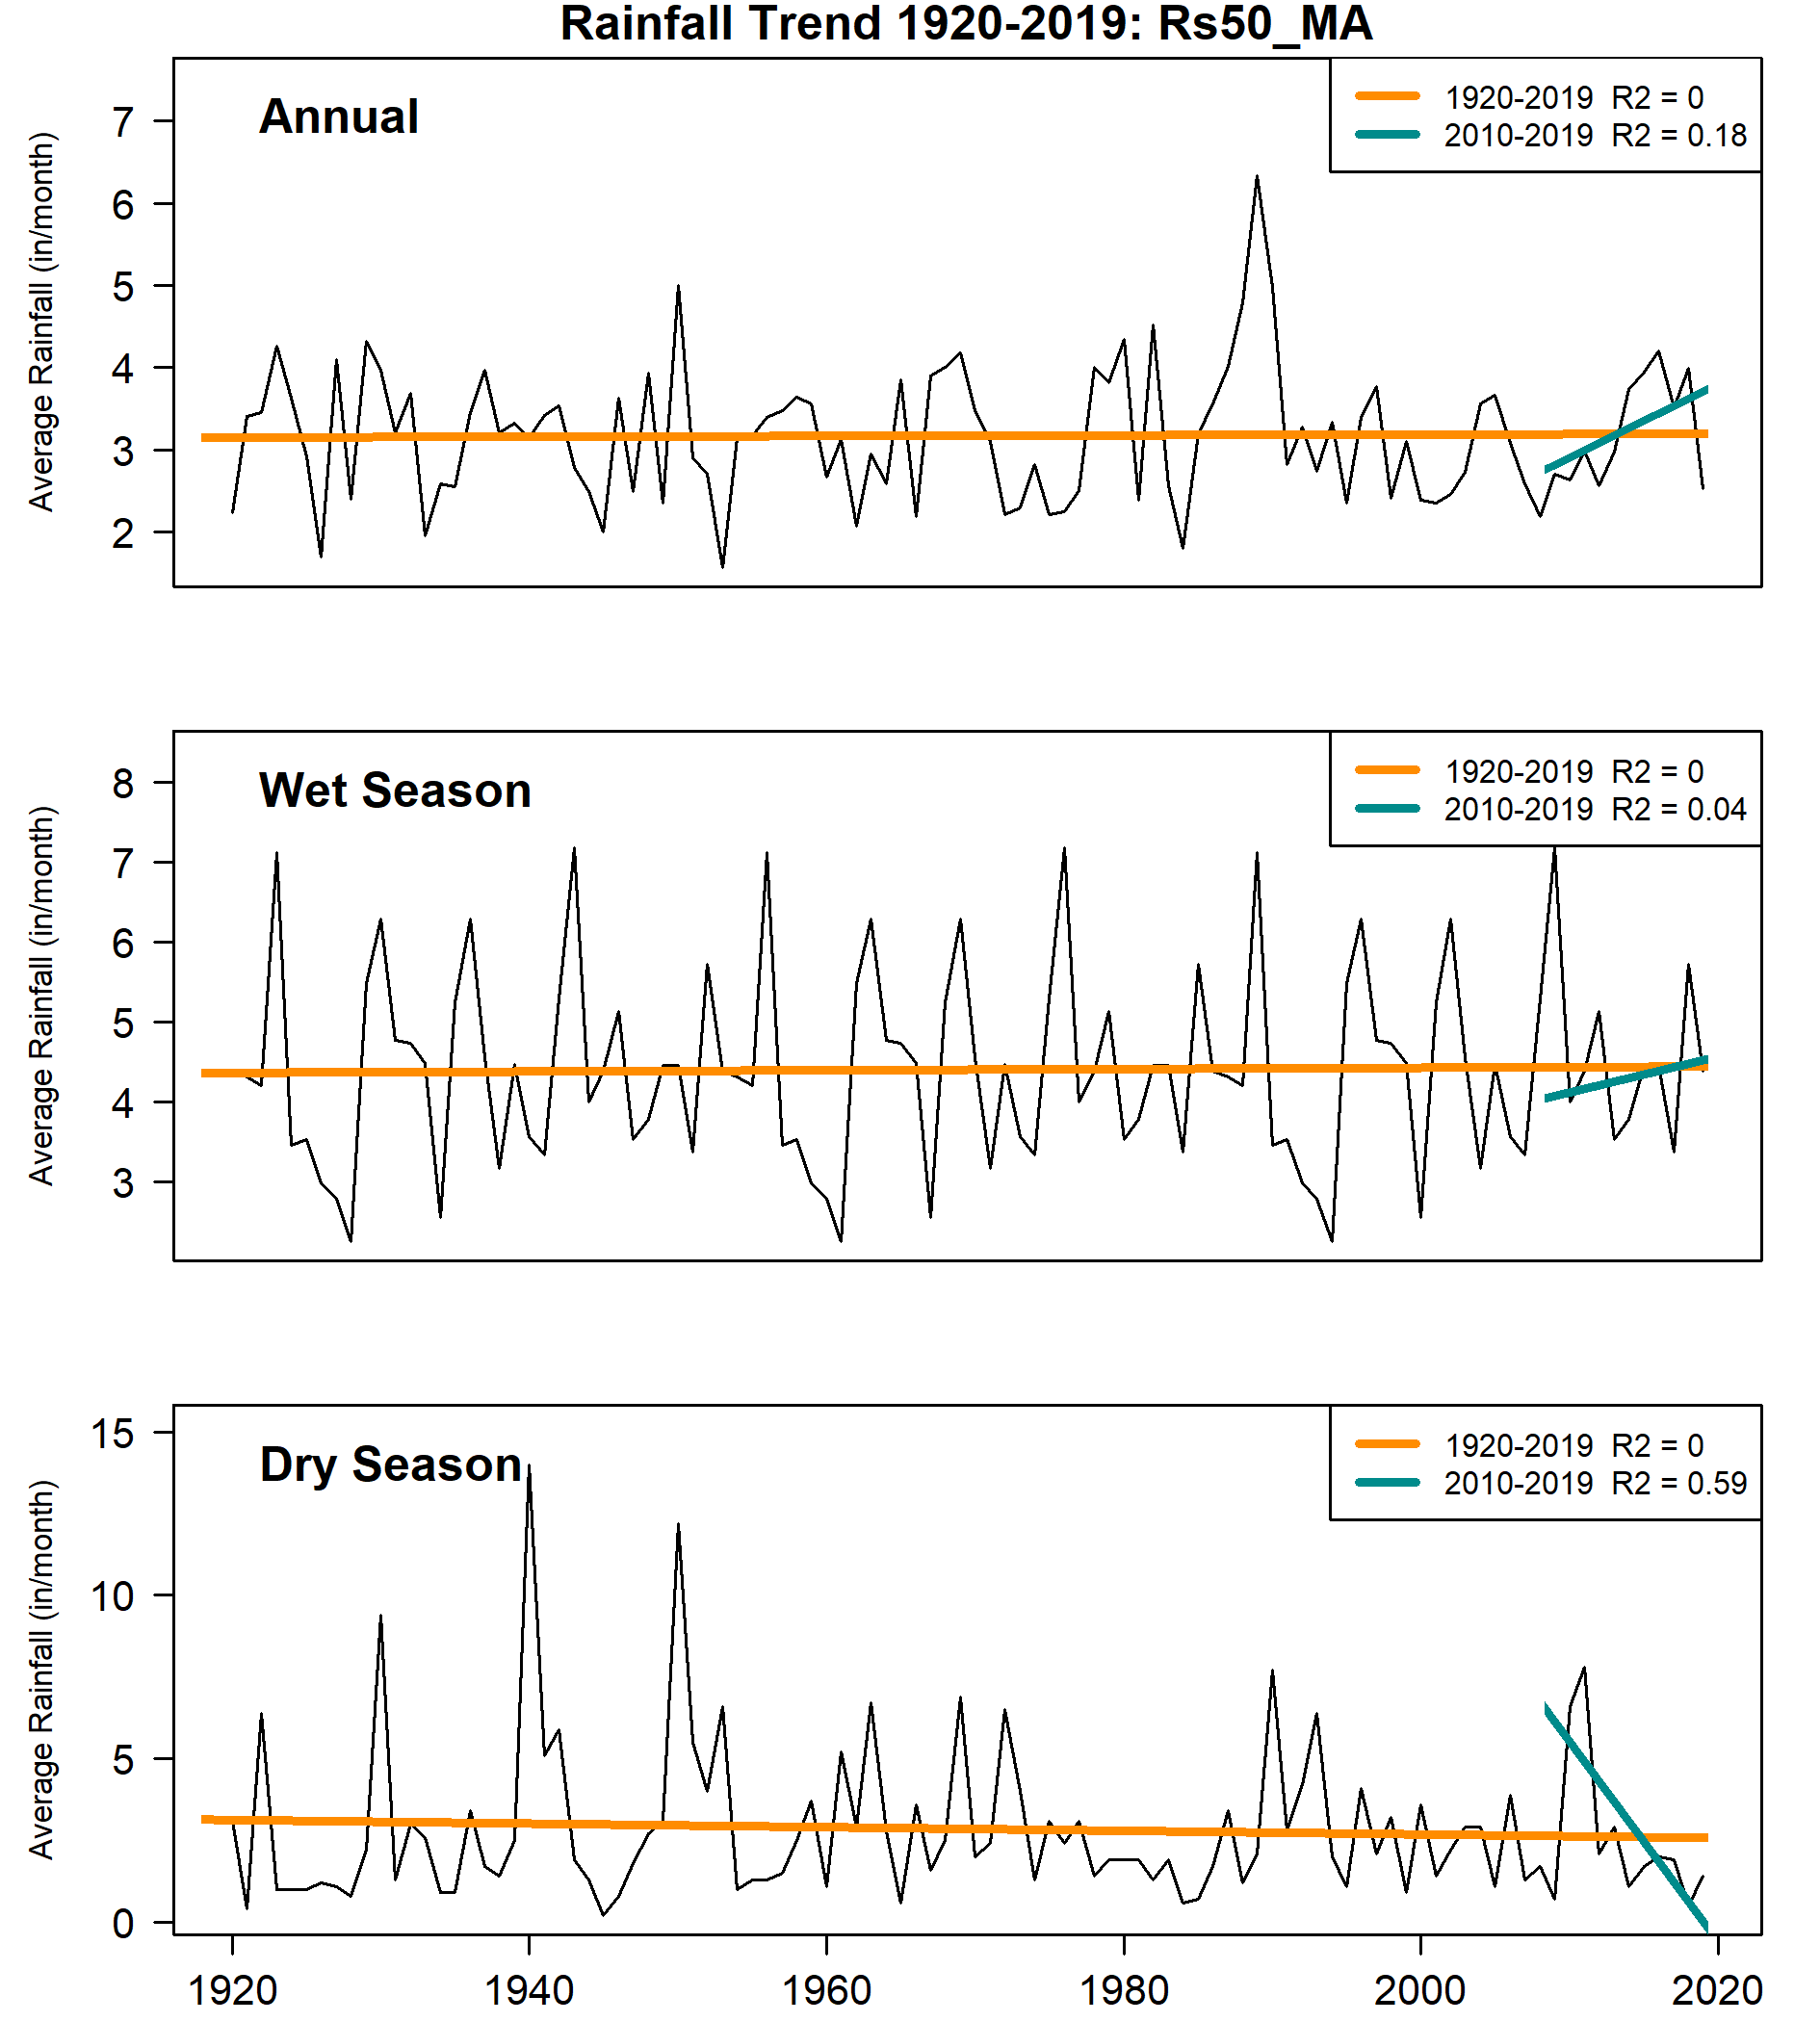 Rainfall Trend 1920-2019: Rs50_MA
Annual
1920-2019 R2 = 0
2010-2019 R2 = 0.18
Average Rainfall (in/month)
7
6
5
4
3
2
Wet Season
1920-2019 R2 = 0
2010-2019 R2 = 0.04
Average Rainfall (in/month)
8
7
6
5
4
3
Dry Season
1920-2019 R2 = 0
2010-2019 R2 = 0.59
Average Rainfall (in/month)
15
10
5
0
1920 1940 1960 1980 2000 2020